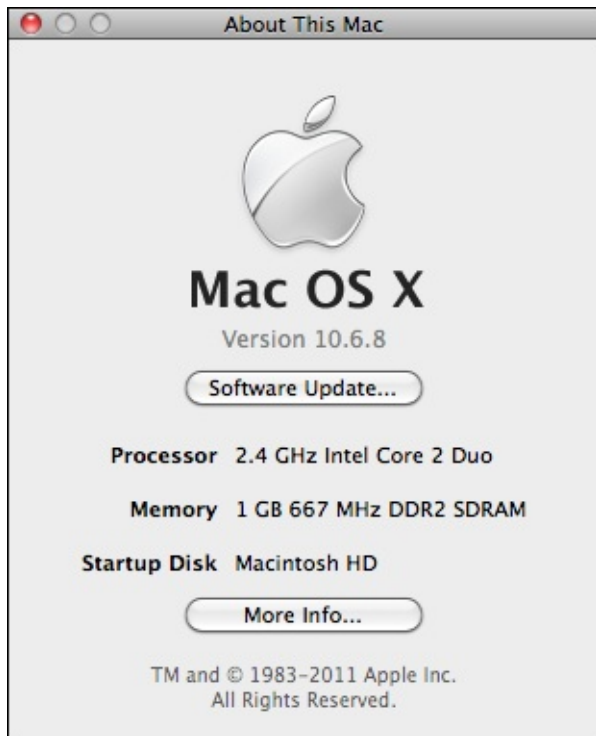 About This Mac
Mac OS X
Version 10.6.8
Software Update...
Processor 2.4 GHz Intel Core 2 Duo
Memory 1 GB 667 MHz DDR2 SDRAM
Startup Disk Macintosh HD
More Info...
TM and © 1983–2011 Apple Inc.
All Rights Reserved.